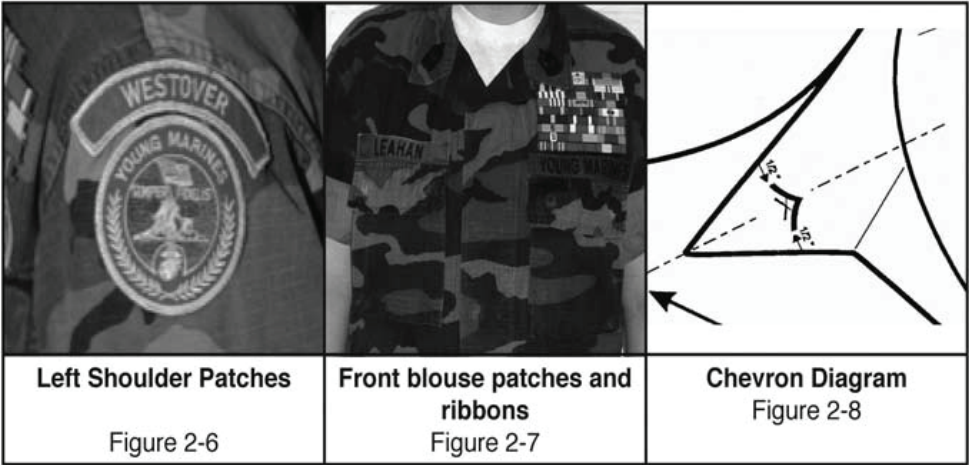 WESTOVER
YOUNG MARINES
SEMPER FIDELIS
LEAHAN
YOUNG MARINES
1/2"
1/2"
Left Shoulder Patches
Figure 2-6
Front blouse patches and
ribbons
Figure 2-7
Chevron Diagram
Figure 2-8